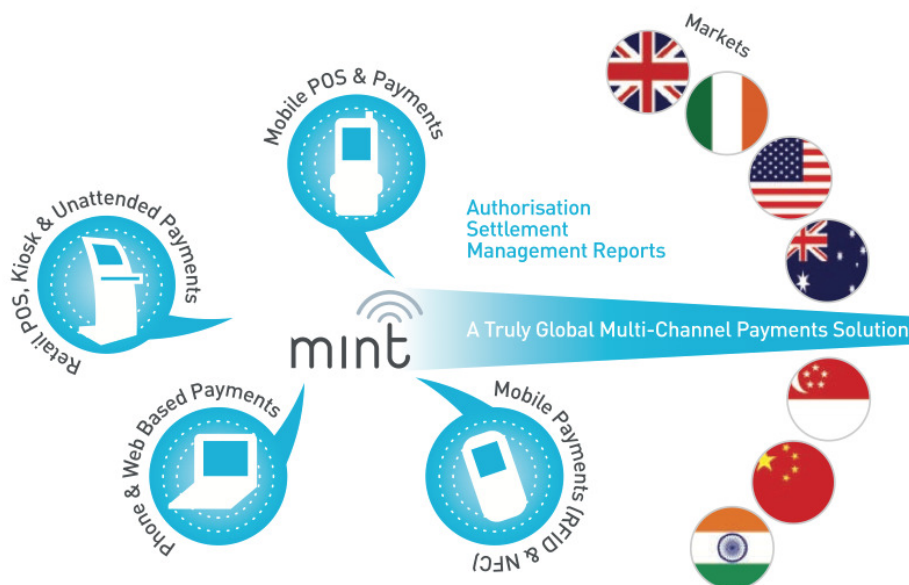 Markets
Mobile POS & Payments
Retail POS, Kiosk & Unattended Payments
Authorisation
Settlement
Management Reports
mint
A Truly Global Multi-Channel Payments Solution
Phone & Web Based Payments
Mobile Payments (RFID & NFC)